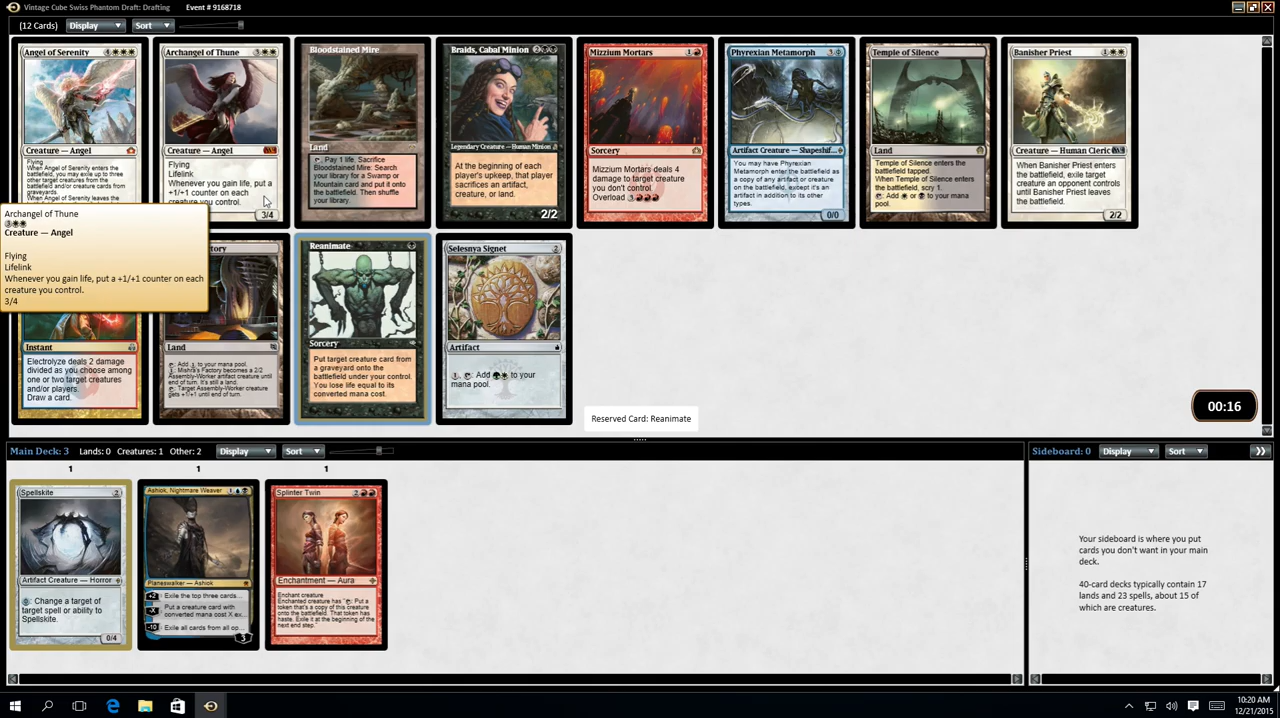 Vintage Cube Swiss Phantom Draft: Drafting Event # 9168718
(12 Cards) Display Sort
Angel of Serenity 4
Creature — Angel
Flying
When Angel of Serenity enters the
battlefield, you may exile up to three
other target creatures from the
battlefield and/or creature cards from
graveyards.
When Angel of Serenity leaves the
Archangel of Thune 3
Creature — Angel
Flying
Lifelink
Whenever you gain life, put a
+1/+1 counter on each
creature you control.
3/4
Bloodstained Mire
Land
, Pay 1 life, Sacrifice
Bloodstained Mire: Search
your library for a Swamp or
Mountain card and put it onto
the battlefield. Then shuffle
your library.
Braids, Cabal Minion 2
Legendary Creature — Human Minion
At the beginning of each
player's upkeep, that player
sacrifices an artifact,
creature, or land.
2/2
Mizzium Mortars 1
Sorcery
Mizzium Mortars deals 4
damage to target creature
you don't control.
Overload 3
Phyrexian Metamorph 3
Artifact Creature — Shapeshif...
You may have Phyrexian
Metamorph enter the battlefield
as a copy of any artifact or creature
on the battlefield, except it's an
artifact in addition to its other
types.
0/0
Temple of Silence
Land
Temple of Silence enters the
battlefield tapped.
When Temple of Silence enters
the battlefield, scry 1.
: Add or to your mana
pool.
Banisher Priest 1
Creature — Human Cleric
When Banisher Priest enters
the battlefield, exile target
creature an opponent controls
until Banisher Priest leaves
the battlefield.
2/2
Archangel of Thune
3
Creature — Angel
Flying
Lifelink
Whenever you gain life, put a +1/+1 counter on each
creature you control.
3/4
Instant
Electrolyze deals 2 damage
divided as you choose among
one or two target creatures
and/or players.
Draw a card.
tory
Land
: Add 1 to your mana pool.
1: Mishra's Factory becomes a 2/2
Assembly-Worker artifact creature
until end of turn. It's still a land.
: Target Assembly-Worker creature
gets +1/+1 until end of turn.
Reanimate
Sorcery
Put target creature card from
a graveyard onto the
battlefield under your control.
You lose life equal to its
converted mana cost.
Selesnya Signet 2
Artifact
1, : Add to your
mana pool.
Reserved Card: Reanimate
00:16
Main Deck: 3 Lands: 0 Creatures: 1 Other: 2 Display Sort
1 1 1
Spellskite 2
Artifact Creature — Horror
: Change a target of
target spell or ability to
Spellskite.
0/4
Ashiok, Nightmare Weaver 1
Planeswalker — Ashiok
+2 Exile the top three cards...
-X Put a creature card with
converted mana cost X ...
-10 Exile all cards from all op...
3
Splinter Twin 2
Enchantment — Aura
Enchant creature
Enchanted creature has ": Put a
token that's a copy of this creature
onto the battlefield. That token has
haste. Exile it at the beginning of the
next end step."
Sideboard: 0 Display Sort
Your sideboard is where you put
cards you don't want in your main
deck.
40-card decks typically contain 17
lands and 23 spells, about 15 of
which are creatures.
10:20 AM
12/21/2015